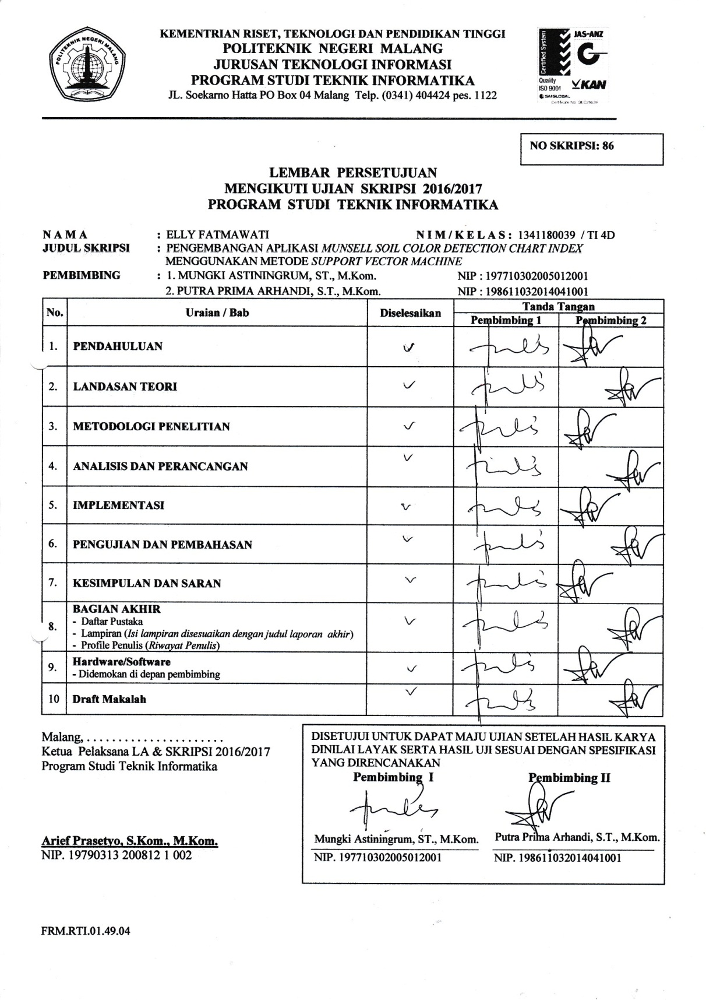 KEMENTRIAN RISET, TEKNOLOGI DAN PENDIDIKAN TINGGI
POLITEKNIK NEGERI MALANG
JURUSAN TEKNOLOGI INFORMASI
PROGRAM STUDI TEKNIK INFORMATIKA
JL. Soekarno Hatta PO Box 04 Malang Telp. (0341) 404424 pes. 1122
POLITEKNIK NEGERI MALANG
Certified System
JAS-ANZ
Quality
ISO 9001
KAN
SAI GLOBAL
NO SKRIPSI: 86
LEMBAR PERSETUJUAN
MENGIKUTI UJIAN SKRIPSI 2016/2017
PROGRAM STUDI TEKNIK INFORMATIKA
N A M A : ELLY FATMAWATI N I M / K E L A S : 1341180039 / TI 4D
JUDUL SKRIPSI : PENGEMBANGAN APLIKASI MUNSELL SOIL COLOR DETECTION CHART INDEX
MENGGUNAKAN METODE SUPPORT VECTOR MACHINE
PEMBIMBING : 1. MUNGKI ASTININGRUM, ST., M.Kom. NIP : 197710302005012001
2. PUTRA PRIMA ARHANDI, S.T., M.Kom. NIP : 198611032014041001
No. Uraian / Bab Diselesaikan Tanda Tangan
Pembimbing 1 Pembimbing 2
1. PENDAHULUAN
2. LANDASAN TEORI
3. METODOLOGI PENELITIAN
4. ANALISIS DAN PERANCANGAN
5. IMPLEMENTASI
6. PENGUJIAN DAN PEMBAHASAN
7. KESIMPULAN DAN SARAN
8. BAGIAN AKHIR
- Daftar Pustaka
- Lampiran (Isi lampiran disesuaikan dengan judul laporan akhir)
- Profile Penulis (Riwayat Penulis)
9. Hardware/Software
- Didemokan di depan pembimbing
10 Draft Makalah
Malang, . . . . . . . . . . . . . . . . . . . . .
Ketua Pelaksana LA & SKRIPSI 2016/2017
Program Studi Teknik Informatika
Arief Prasetyo, S.Kom., M.Kom.
NIP. 19790313 200812 1 002
DISETUJUI UNTUK DAPAT MAJU UJIAN SETELAH HASIL KARYA
DINILAI LAYAK SERTA HASIL UJI SESUAI DENGAN SPESIFIKASI
YANG DIRENCANAKAN
Pembimbing I Pembimbing II
Mungki Astiningrum, ST., M.Kom. Putra Prima Arhandi, S.T., M.Kom.
NIP. 197710302005012001 NIP. 198611032014041001
FRM.RTI.01.49.04